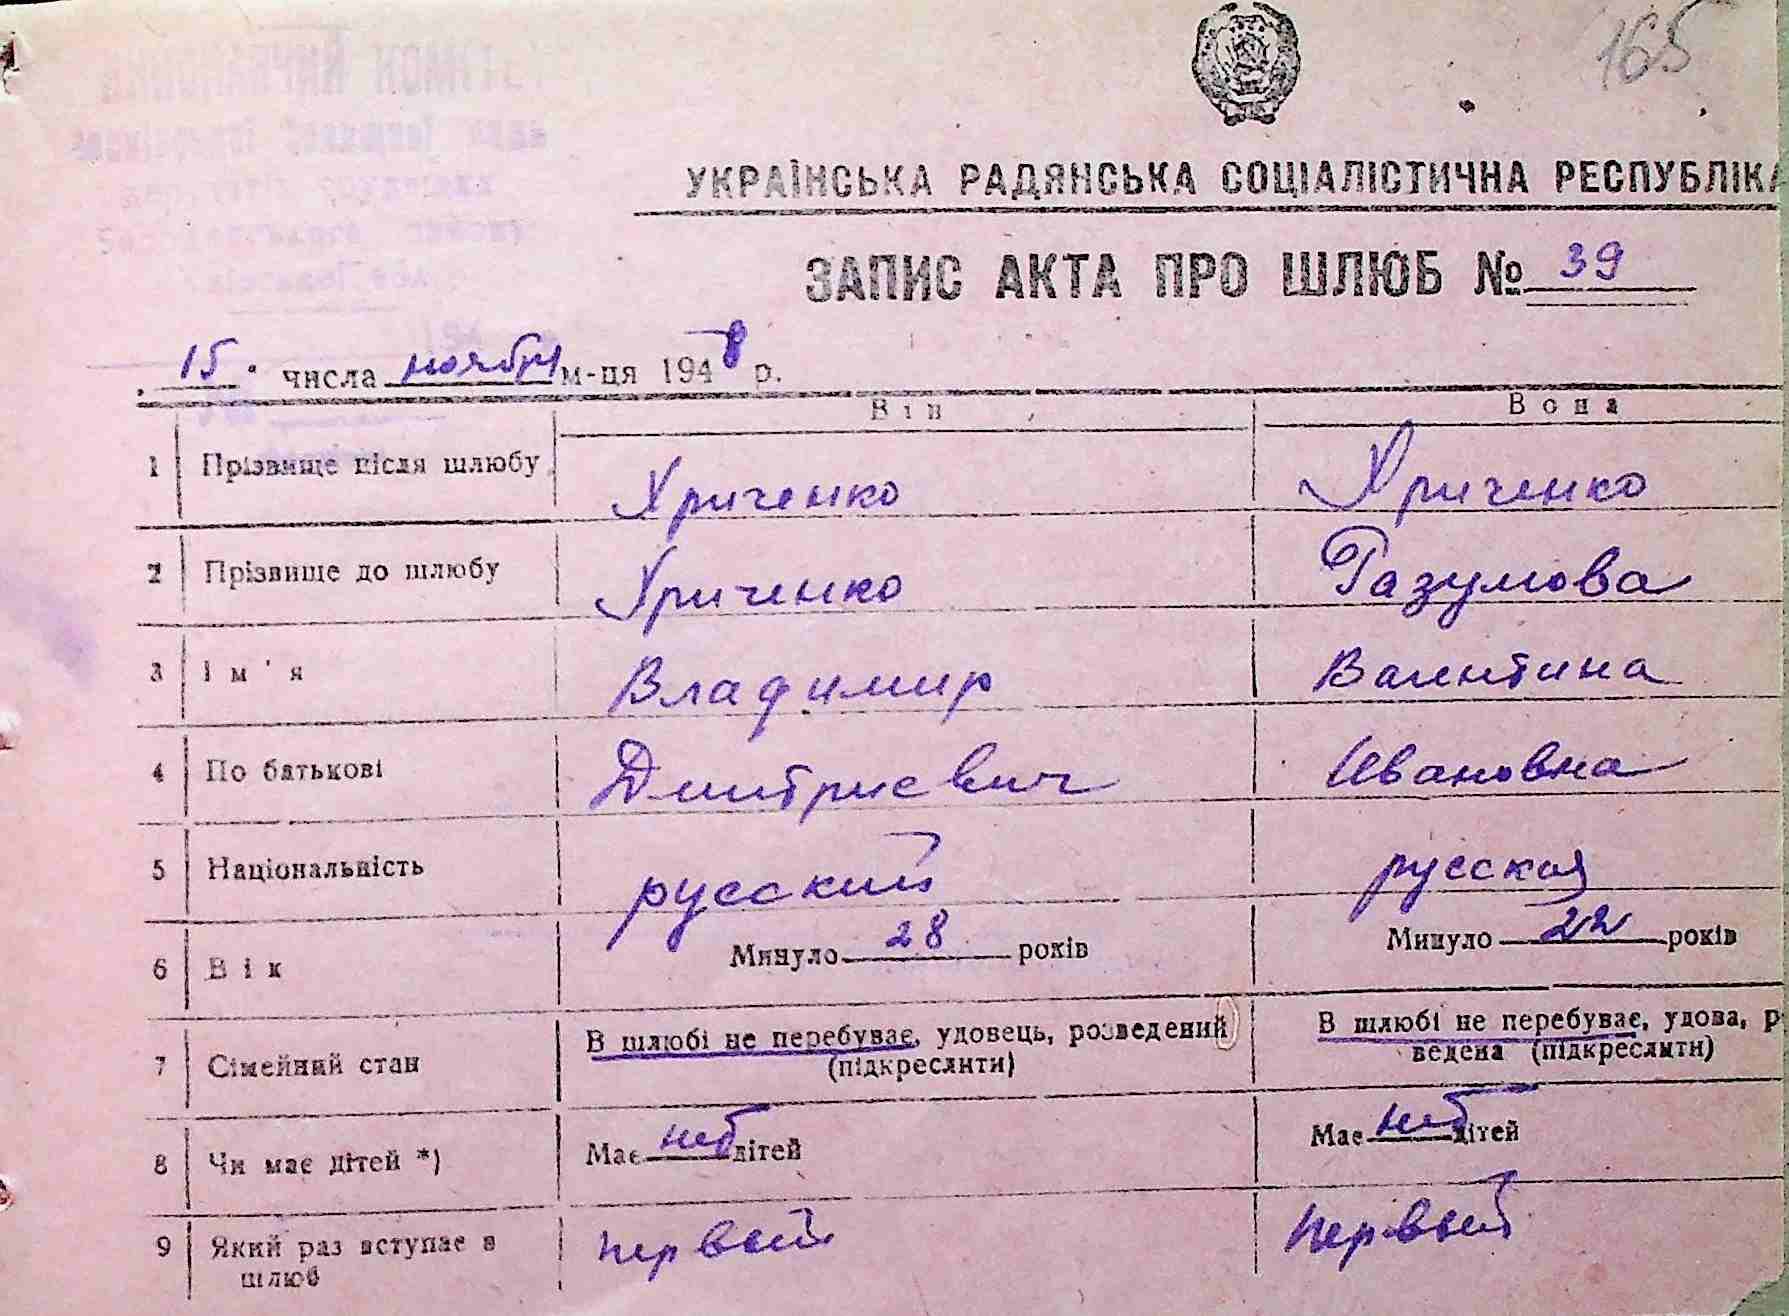 165
УКРАЇНСЬКА РАДЯНСЬКА СОЦІАЛІСТИЧНА РЕСПУБЛІКА
ЗАПИС АКТА ПРО ШЛЮБ № 39
15. числа ноября м-ця 1948 р.
Він Вона
1 Прізвище після шлюбу Хриченко Хриченко
2 Прізвище до шлюбу Хриченко Разумова
3 Ім'я Владимир Валентина
4 По батькові Дмитриевич Ивановна
5 Національність русский русская
6 Вік Минуло 28 років Минуло 22 років
7 Сімейний стан В шлюбі не перебуває, удовець, розведений (підкреслити) В шлюбі не перебуває, удова, р
ведена (підкреслити)
8 Чи має дітей *) Має нет дітей Має нет дітей
9 Який раз вступає в шлюб первый первый